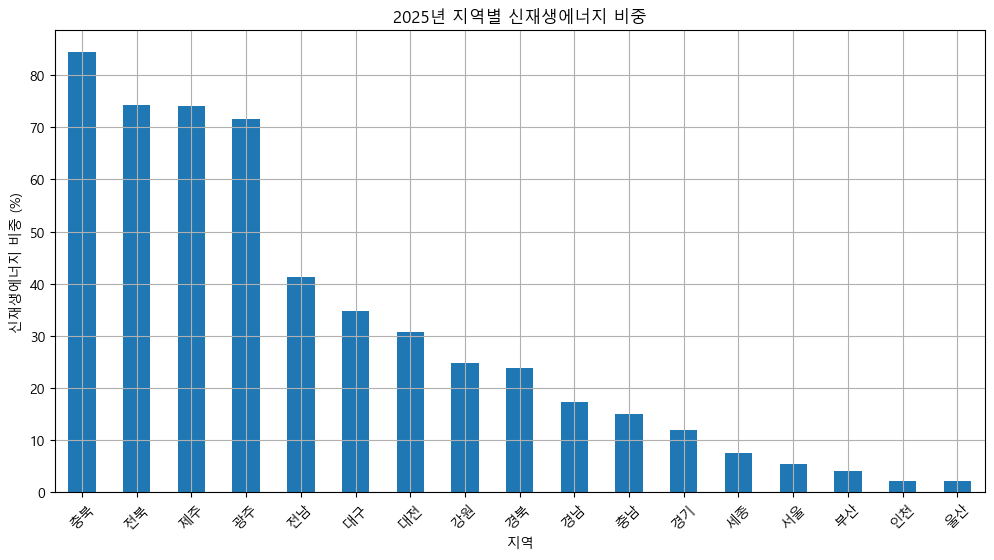 2025년 지역별 신재생에너지 비중
신재생에너지 비중 (%)
80
70
60
50
40
30
20
10
0
충북 전북 제주 광주 전남 대구 대전 강원 경북 경남 충남 경기 세종 서울 부산 인천 울산
지역